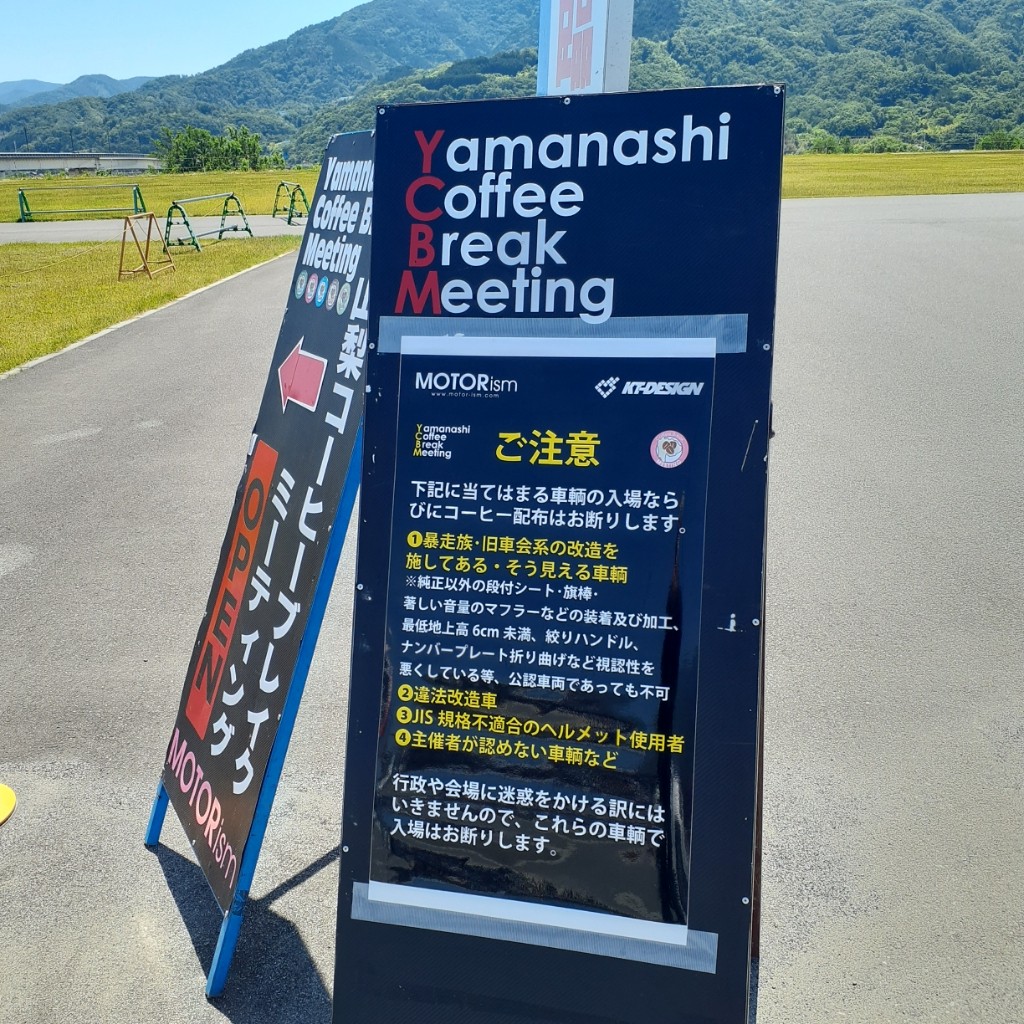 Yamanashi
Coffee
Break
Meeting
MOTORism
www.motor-ism.com
KT-DESIGN
Yamanashi
Coffee
Break
Meeting
ご注意
下記に当てはまる車輌の入場なら
びにコーヒー配布はお断りします。
❶暴走族・旧車会系の改造を
施してある・そう見える車輌
※純正以外の段付シート・旗棒・
著しい音量のマフラーなどの装着及び加工、
最低地上高 6cm 未満、絞りハンドル、
ナンバープレート折り曲げなど視認性を
悪くしている等、公認車両であっても不可
❷違法改造車
❸JIS 規格不適合のヘルメット使用者
❹主催者が認めない車輌など
行政や会場に迷惑をかける訳には
いきませんので、これらの車輌で
入場はお断りします。
Yamana
Coffee B
Meeting
山梨コーヒーブレイク
ミーティング
OPEN
MOTORism